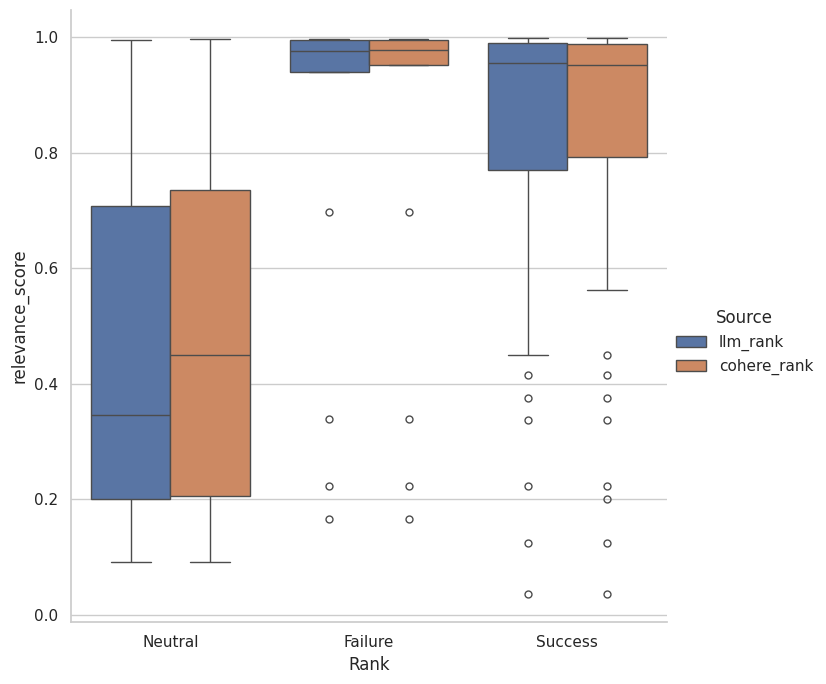 1.0
0.8
0.6
0.4
0.2
0.0
relevance_score
Neutral
Failure
Success
Rank
Source
llm_rank
cohere_rank